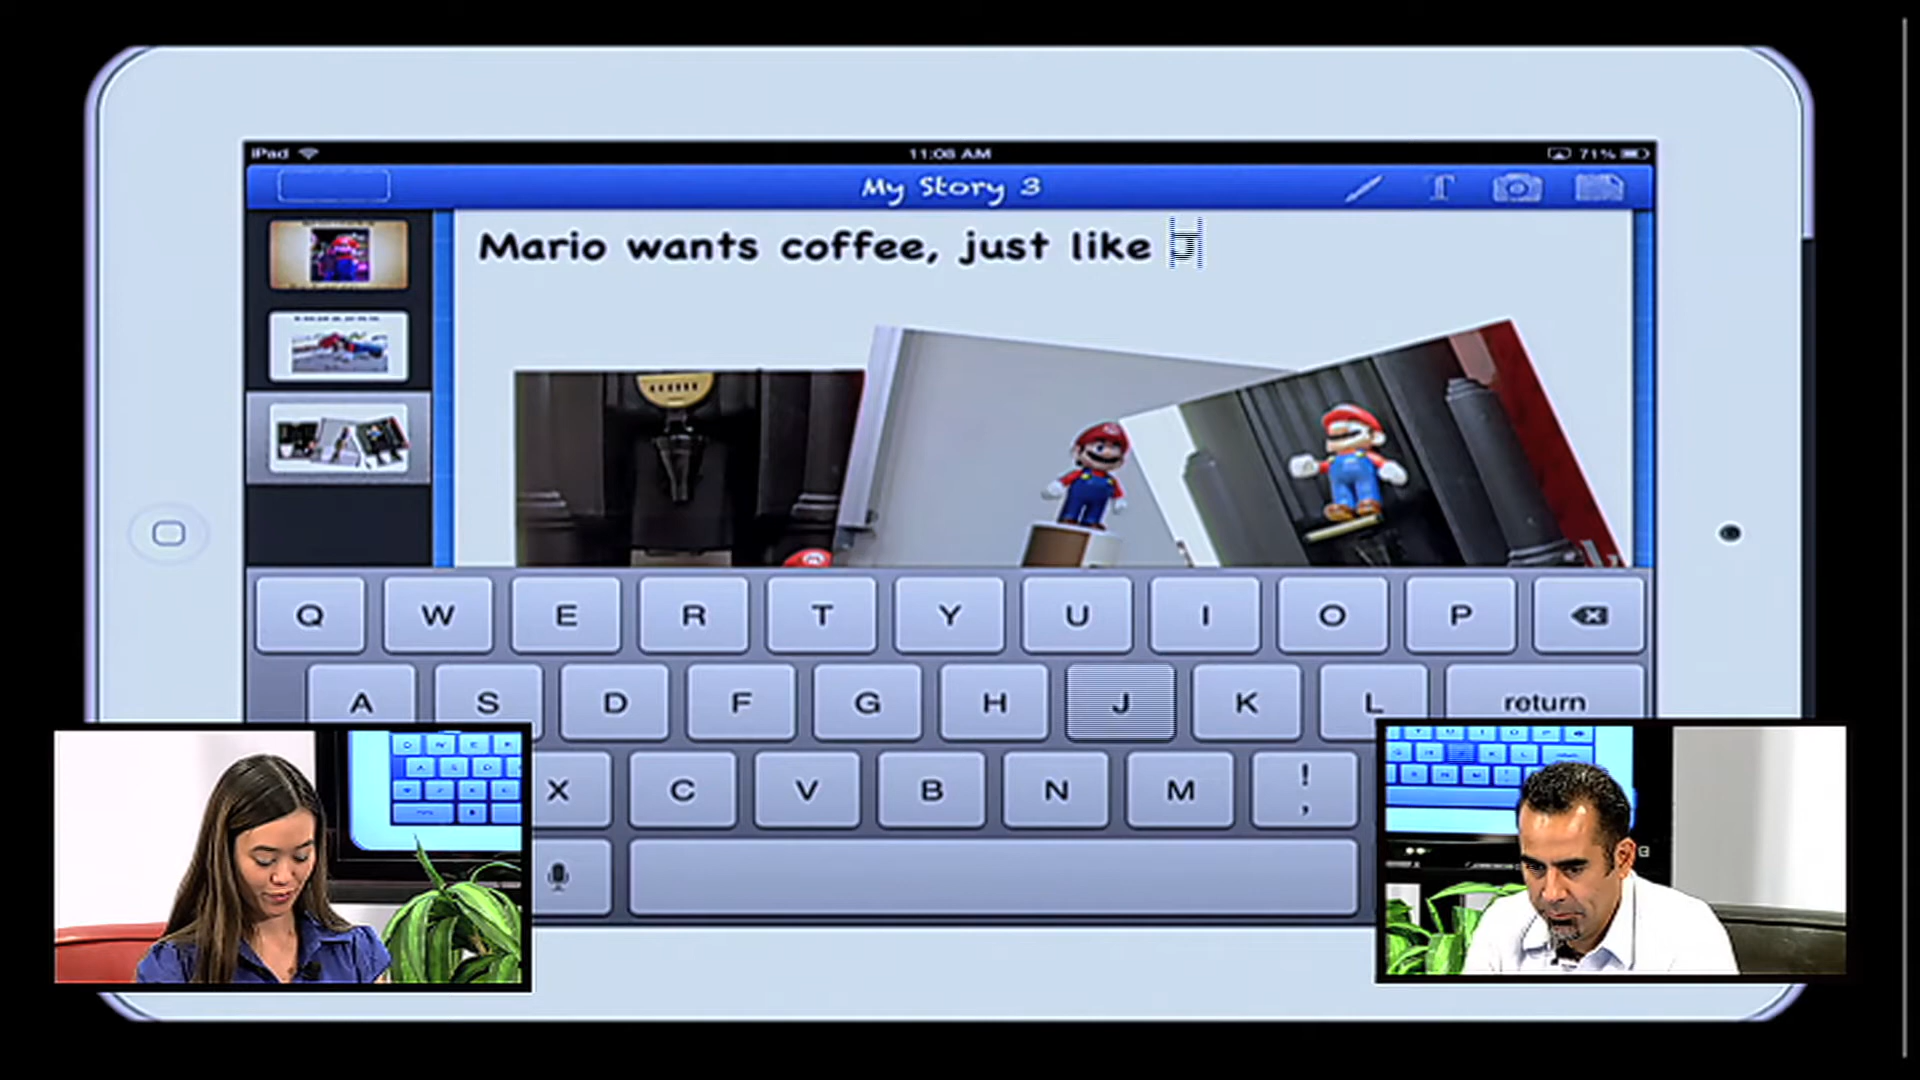 iPad 11:08 AM 71%
My Story 3 T
Mario wants coffee, just like J
Q W E R T Y U I O P
A S D F G H J K L return
X C V B N M ! ,